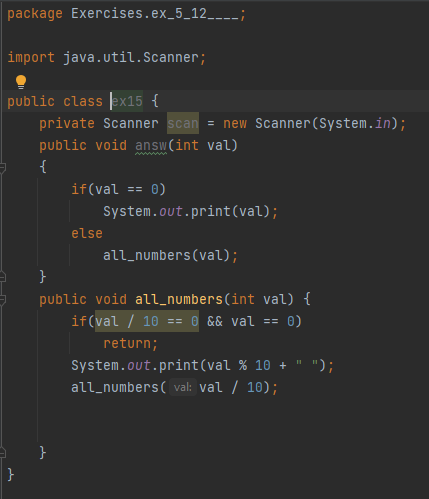 package Exercises.ex_5_12____;
import java.util.Scanner;
public class ex15 {
private Scanner scan = new Scanner(System.in);
public void answ(int val)
{
if(val == 0)
System.out.print(val);
else
all_numbers(val);
}
public void all_numbers(int val) {
if(val / 10 == 0 && val == 0)
return;
System.out.print(val % 10 + " ");
all_numbers( val: val / 10);
}
}